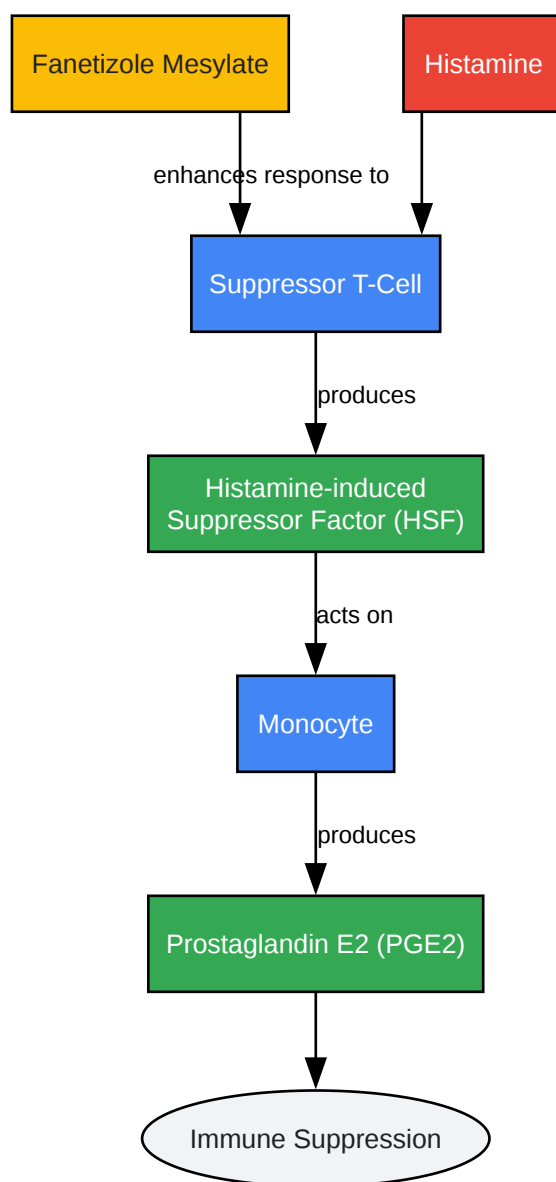 Fanetizole Mesylate
Histamine
enhances response to
Suppressor T-Cell
produces
Histamine-induced
Suppressor Factor (HSF)
acts on
Monocyte
produces
Prostaglandin E2 (PGE2)
Immune Suppression